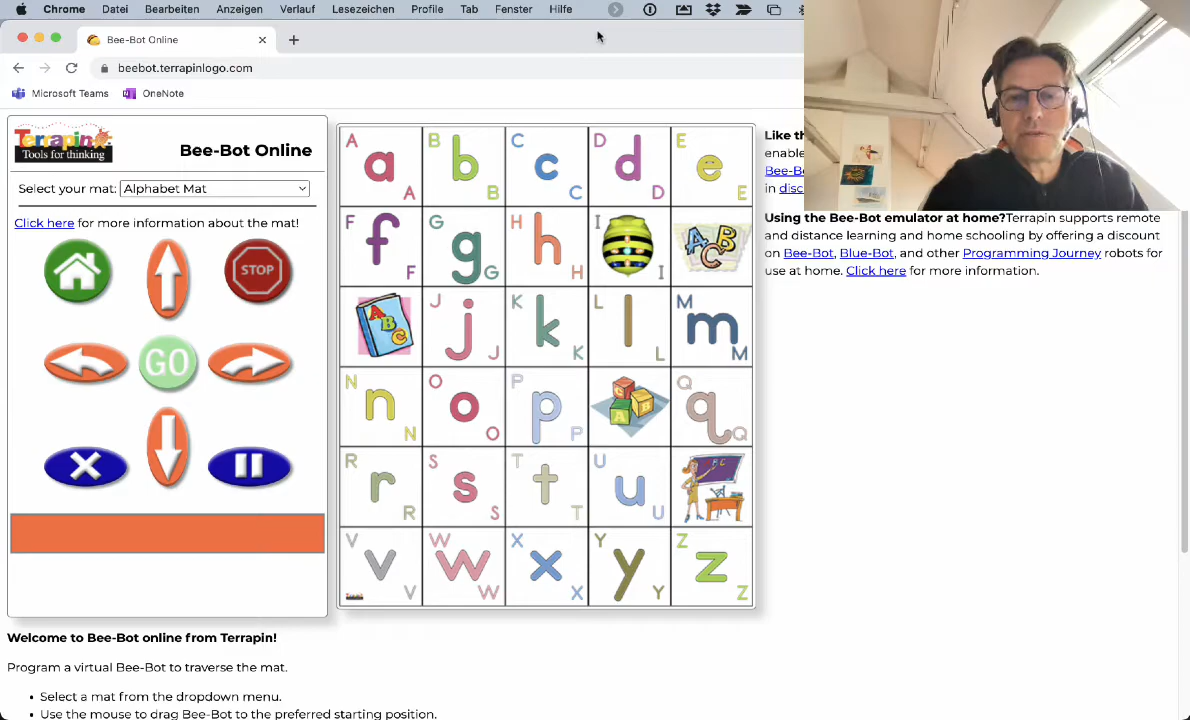 Chrome Datei Bearbeiten Anzeigen Verlauf Lesezeichen Profile Tab Fenster Hilfe
Bee-Bot Online
beebot.terrapinlogo.com
Microsoft Teams OneNote
Terrapin
Tools for thinking
Bee-Bot Online
Select your mat: Alphabet Mat
Click here for more information about the mat!
STOP
GO
A a A B b B C c C D d D E e E
F f F G g G H h H I I A B C
A B C J j J K k K L l L M m M
N n N O o O P p P A B Q q Q
R r R S s S T t T U u U
V v V W w W X x X Y y Y Z z Z
Like
enable
Bee-B
in disc
Using the Bee-Bot emulator at home?Terrapin supports remote
and distance learning and home schooling by offering a discount
on Bee-Bot, Blue-Bot, and other Programming Journey robots for
use at home. Click here for more information.
Welcome to Bee-Bot online from Terrapin!
Program a virtual Bee-Bot to traverse the mat.
• Select a mat from the dropdown menu.
• Use the mouse to drag Bee-Bot to the preferred starting position.